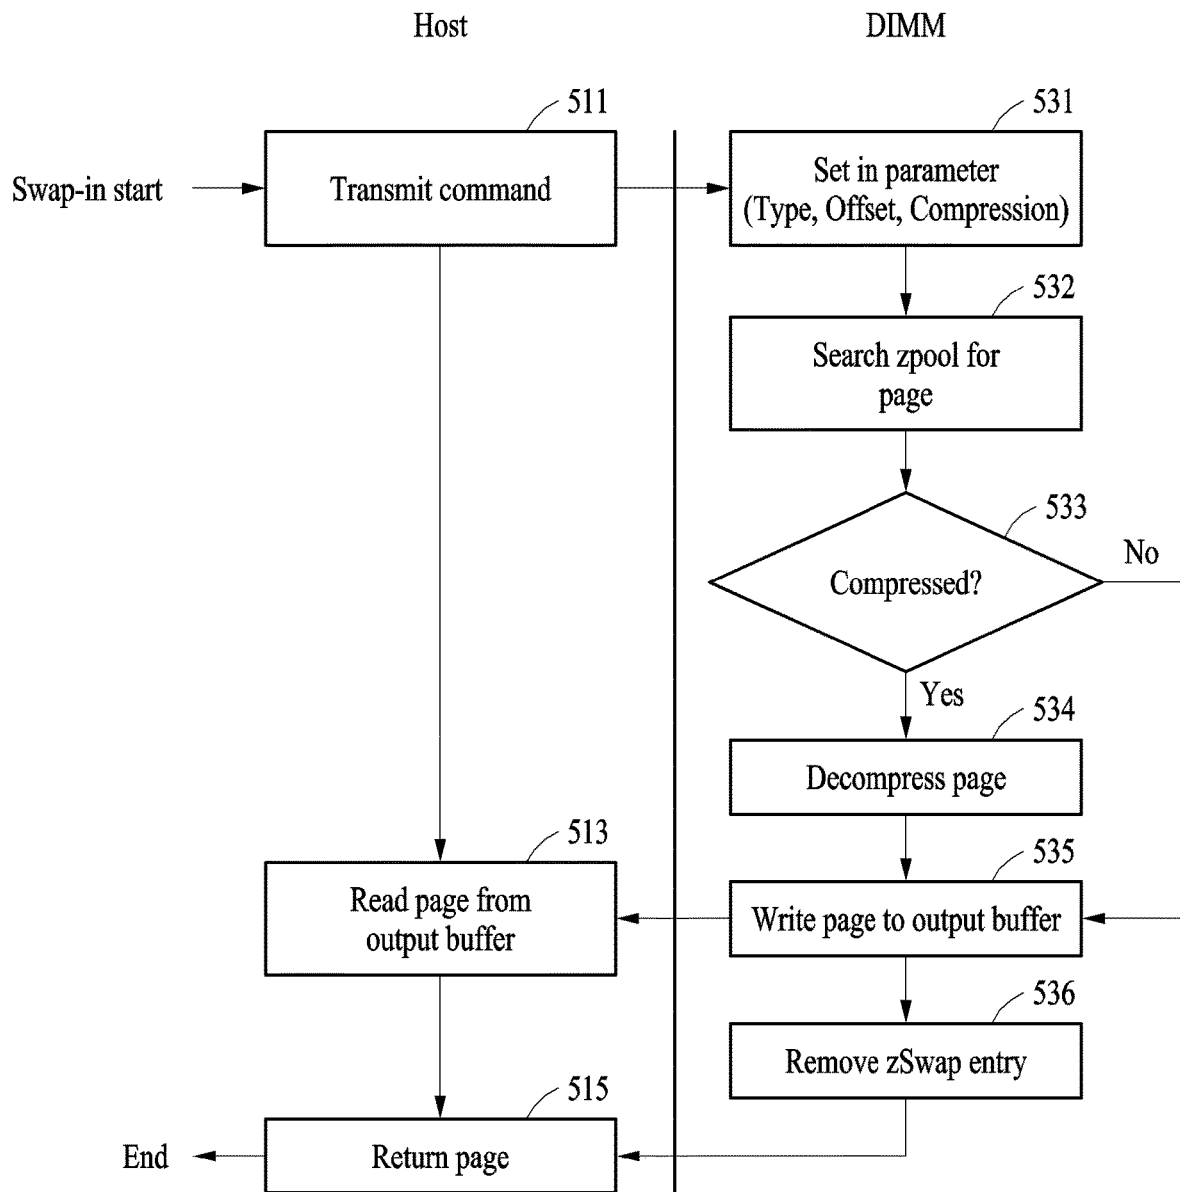 Host
DIMM
511
531
Swap-in start
Transmit command
Set in parameter
(Type, Offset, Compression)
532
Search zpool for
page
533
No
Compressed?
Yes
534
Decompress page
513
535
Read page from
output buffer
Write page to output buffer
536
Remove zSwap entry
515
End
Return page